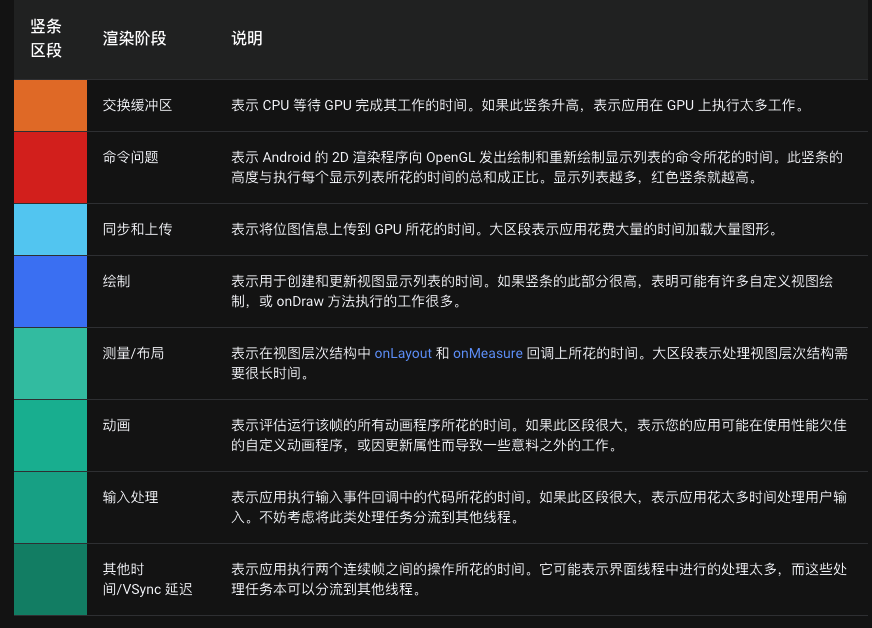 竖条
区段
渲染阶段
说明
交换缓冲区
表示 CPU 等待 GPU 完成其工作的时间。如果此竖条升高，表示应用在 GPU 上执行太多工作。
命令问题
表示 Android 的 2D 渲染程序向 OpenGL 发出绘制和重新绘制显示列表的命令所花的时间。此竖条的
高度与执行每个显示列表所花的时间的总和成正比。显示列表越多，红色竖条就越高。
同步和上传
表示将位图信息上传到 GPU 所花的时间。大区段表示应用花费大量的时间加载大量图形。
绘制
表示用于创建和更新视图显示列表的时间。如果竖条的此部分很高，表明可能有许多自定义视图绘
制，或 onDraw 方法执行的工作很多。
测量/布局
表示在视图层次结构中 onLayout 和 onMeasure 回调上所花的时间。大区段表示处理视图层次结构需
要很长时间。
动画
表示评估运行该帧的所有动画程序所花的时间。如果此区段很大，表示您的应用可能在使用性能欠佳
的自定义动画程序，或因更新属性而导致一些意料之外的工作。
输入处理
表示应用执行输入事件回调中的代码所花的时间。如果此区段很大，表示应用花太多时间处理用户输
入。不妨考虑将此类处理任务分流到其他线程。
其他时
间/VSync 延迟
表示应用执行两个连续帧之间的操作所花的时间。它可能表示界面线程中进行的处理太多，而这些处
理任务本可以分流到其他线程。